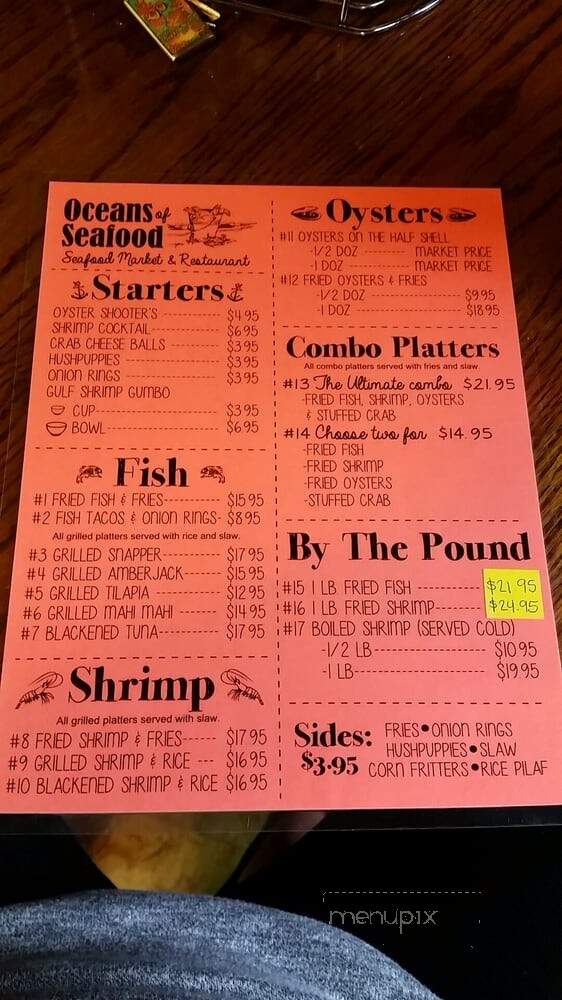 Oceans of
Seafood
Seafood Market & Restaurant
Starters
OYSTER SHOOTER'S ---------- $4.95
SHRIMP COCKTAIL ---------- $6.95
CRAB CHEESE BALLS ---------- $3.95
HUSHPUPPIES ---------- $3.95
ONION RINGS ---------- $3.95
GULF SHRIMP GUMBO
CUP ---------- $3.95
BOWL ---------- $6.95
Fish
#1 FRIED FISH & FRIES ---------- $15.95
#2 FISH TACOS & ONION RINGS - $8.95
All grilled platters served with rice and slaw.
#3 GRILLED SNAPPER ---------- $17.95
#4 GRILLED AMBERJACK ---------- $15.95
#5 GRILLED TILAPIA ---------- $12.95
#6 GRILLED MAHI MAHI ---------- $14.95
#7 BLACKENED TUNA ---------- $17.95
Shrimp
All grilled platters served with slaw.
#8 FRIED SHRIMP & FRIES ------ $17.95
#9 GRILLED SHRIMP & RICE --- $16.95
#10 BLACKENED SHRIMP & RICE $16.95
Oysters
#11 OYSTERS ON THE HALF SHELL
-1/2 DOZ ---------- MARKET PRICE
-1 DOZ ---------- MARKET PRICE
#12 FRIED OYSTERS & FRIES
-1/2 DOZ ---------- $9.95
-1 DOZ ---------- $18.95
Combo Platters
All combo platters served with fries and slaw.
#13 The Ultimate combo $21.95
-FRIED FISH, SHRIMP, OYSTERS
& STUFFED CRAB
#14 Choose two for $14.95
-FRIED FISH
-FRIED SHRIMP
-FRIED OYSTERS
-STUFFED CRAB
By The Pound
#15 1 LB FRIED FISH ---------- $21.95
#16 1 LB FRIED SHRIMP ---------- $24.95
#17 BOILED SHRIMP (SERVED COLD)
-1/2 LB ---------- $10.95
-1 LB ---------- $19.95
Sides: FRIES • ONION RINGS
HUSHPUPPIES • SLAW
$3.95 CORN FRITTERS • RICE PILAF
menupix